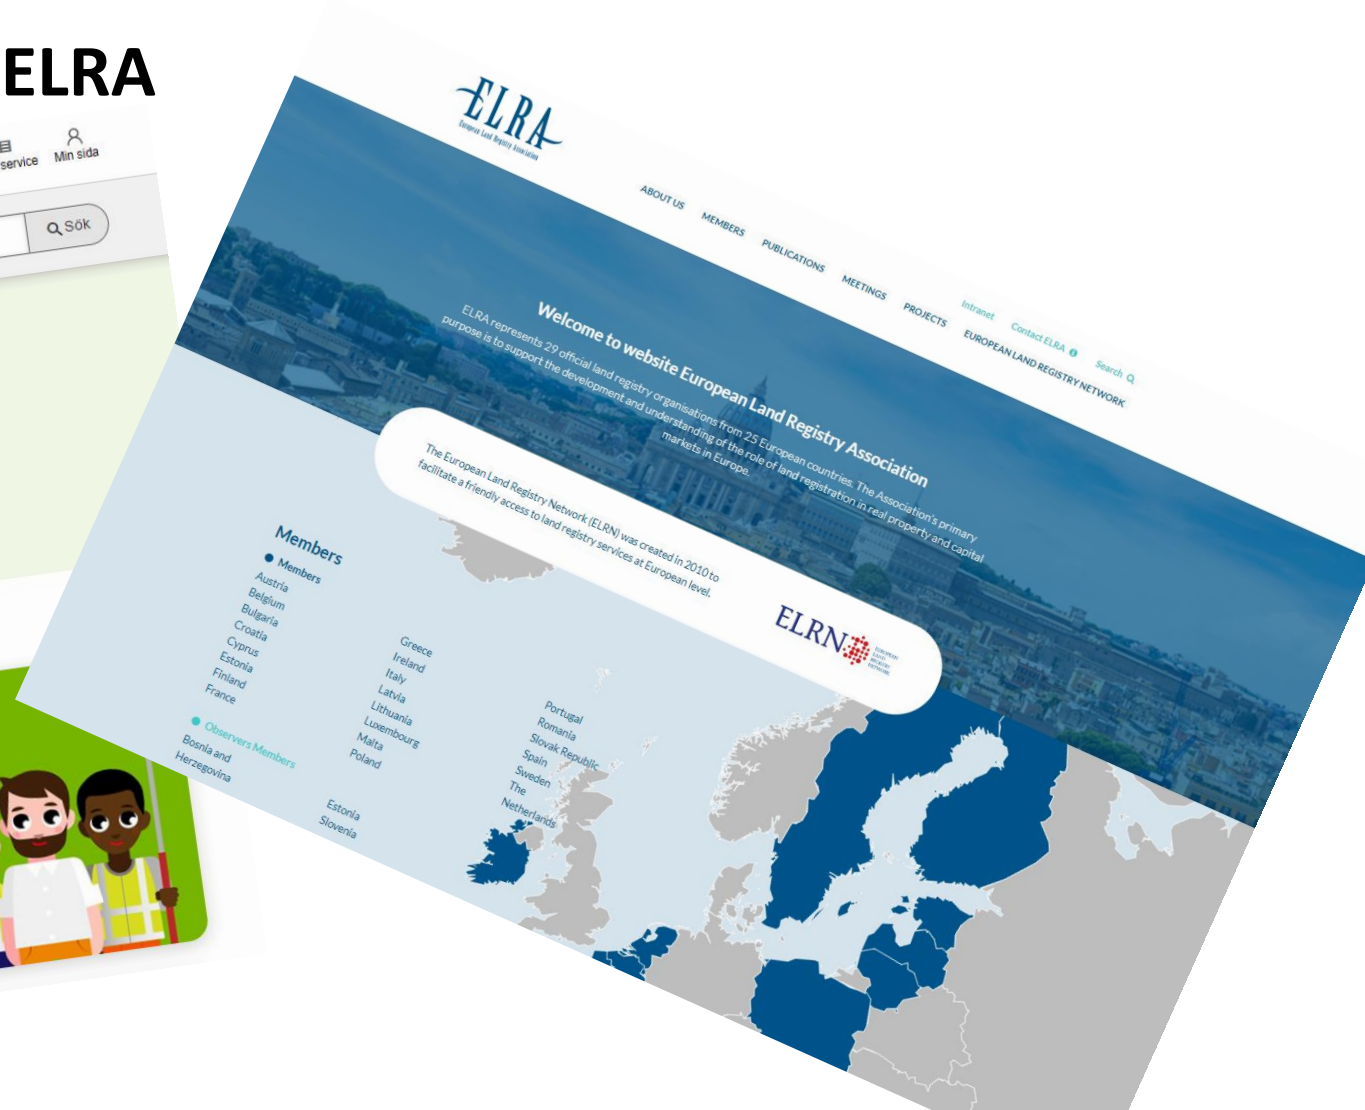 ELRA
service
Min sida
Sök
ELRA
European Land Registry Association
ABOUT US
MEMBERS
PUBLICATIONS
MEETINGS
PROJECTS
EUROPEAN LAND REGISTRY NETWORK
Intranet
Contact ELRA
Search
Welcome to website European Land Registry Association
ELRA represents 29 official land registry organisations from 25 European countries. The Association's primary
purpose is to support the development and understanding of the role of land registration in real property and capital
markets in Europe.
The European Land Registry Network (ELRN) was created in 2010 to
facilitate a friendly access to land registry services at European level.
ELRN
EUROPEAN
LAND
REGISTRY
NETWORK
Members
Members
Austria
Belgium
Bulgaria
Croatia
Cyprus
Estonia
Finland
France
Greece
Ireland
Italy
Latvia
Lithuania
Luxembourg
Malta
Poland
Portugal
Romania
Slovak Republic
Spain
Sweden
The
Netherlands
Observers Members
Bosnia and
Herzegovina
Estonia
Slovenia